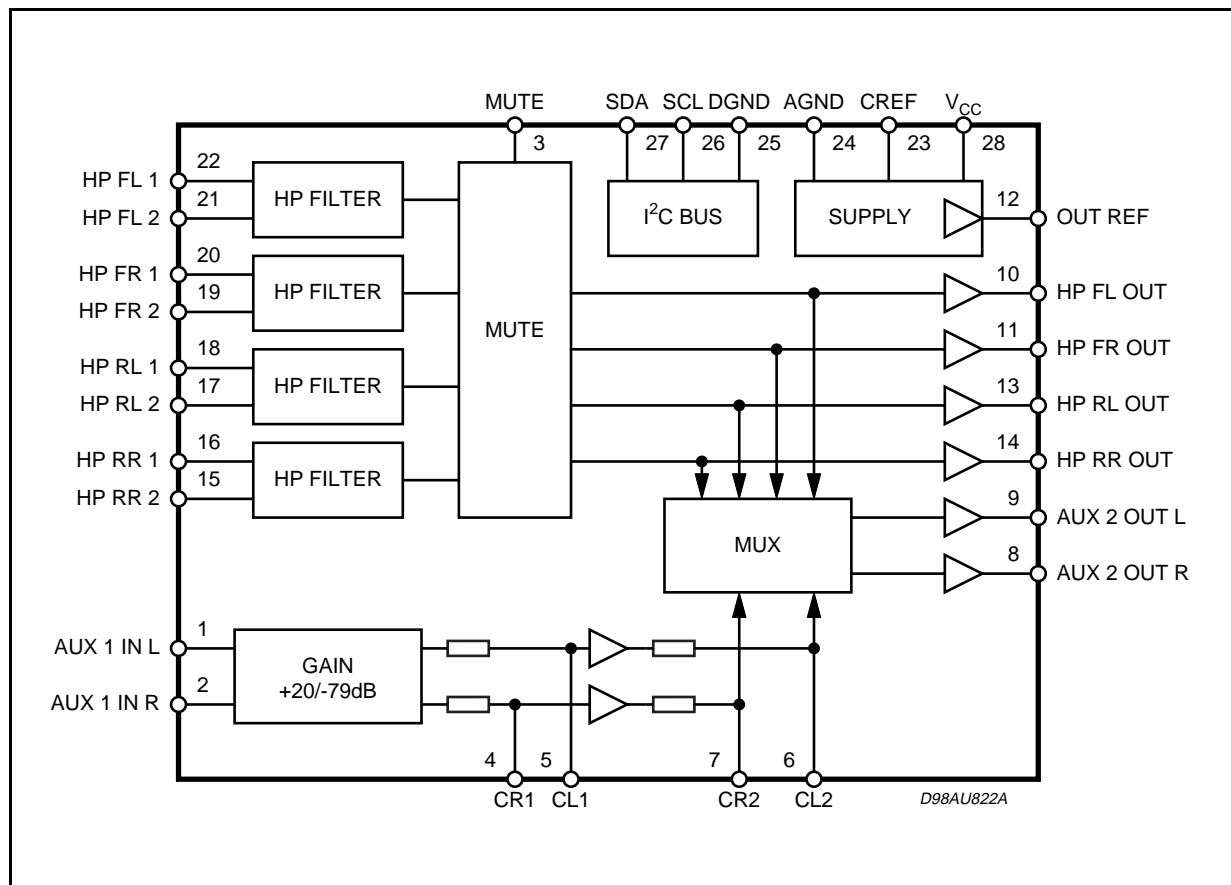 MUTE SDA SCL DGND AGND CREF VCC
3 27 26 25 24 23 28
HP FL 1 22
HP FL 2 21
HP FILTER
I2C BUS
SUPPLY
12 OUT REF
HP FR 1 20
HP FR 2 19
HP FILTER
MUTE
10 HP FL OUT
11 HP FR OUT
HP RL 1 18
HP RL 2 17
HP FILTER
13 HP RL OUT
HP RR 1 16
HP RR 2 15
HP FILTER
14 HP RR OUT
MUX
9 AUX 2 OUT L
8 AUX 2 OUT R
AUX 1 IN L 1
AUX 1 IN R 2
GAIN
+20/-79dB
4 5 7 6
CR1 CL1 CR2 CL2
D98AU822A